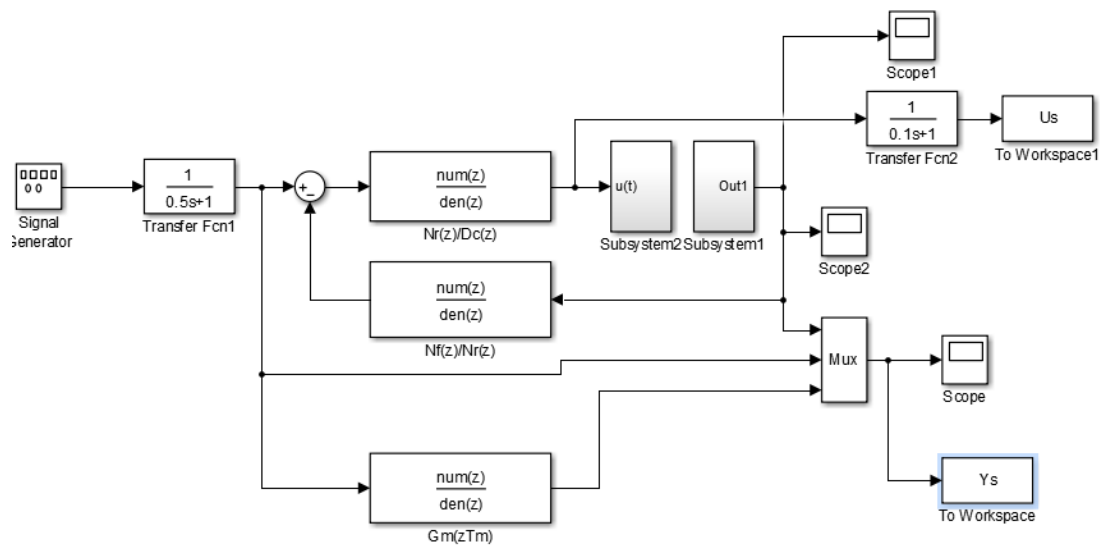 Scope1
1
0.1s+1
Transfer Fcn2
Us
To Workspace1
Signal
Generator
1
0.5s+1
Transfer Fcn1
+
−
num(z)
den(z)
Nr(z)/Dc(z)
u(t)
Subsystem2
Out1
Subsystem1
Scope2
num(z)
den(z)
Nf(z)/Nr(z)
Mux
Scope
num(z)
den(z)
Gm(zTm)
Ys
To Workspace